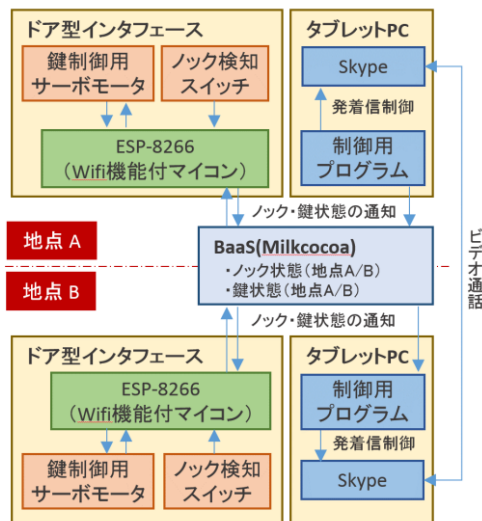 ドア型インタフェース
鍵制御用
サーボモータ
ノック検知
スイッチ
ESP-8266
（Wifi機能付マイコン）
タブレットPC
Skype
発着信制御
制御用
プログラム
ノック・鍵状態の通知
地点 A
地点 B
BaaS(Milkcocoa)
・ノック状態（地点A/B）
・鍵状態（地点A/B）
ビデオ通話
ノック・鍵状態の通知
ドア型インタフェース
ESP-8266
（Wifi機能付マイコン）
鍵制御用
サーボモータ
ノック検知
スイッチ
タブレットPC
制御用
プログラム
発着信制御
Skype